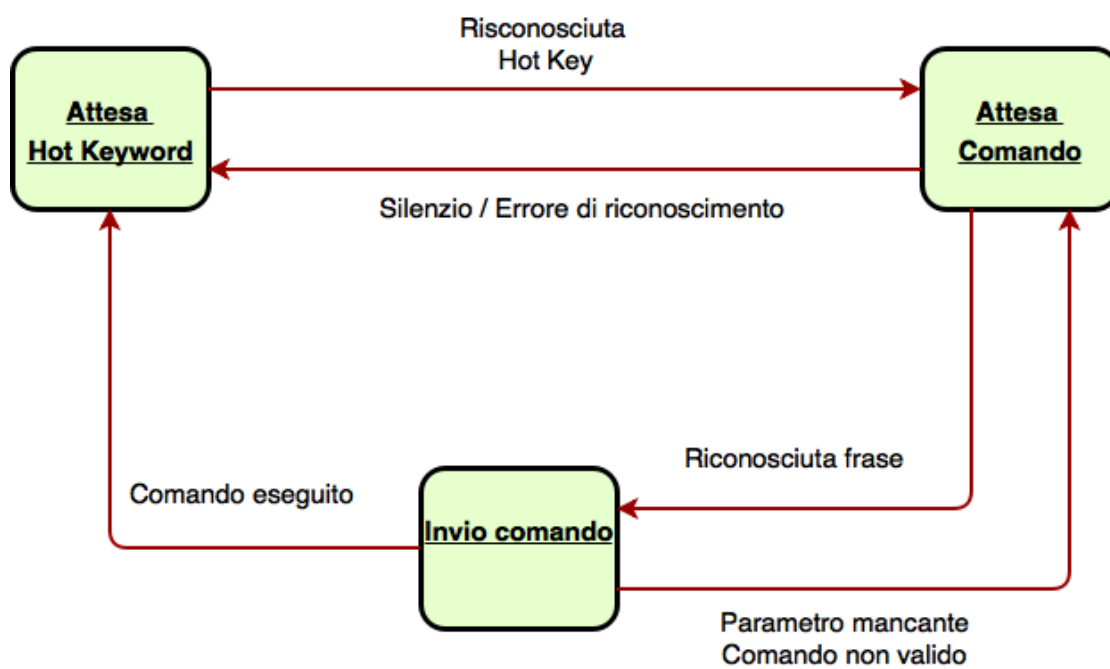 Risconosciuta
Hot Key
Attesa
Hot Keyword
Attesa
Comando
Silenzio / Errore di riconoscimento
Riconosciuta frase
Comando eseguito
Invio comando
Parametro mancante
Comando non valido